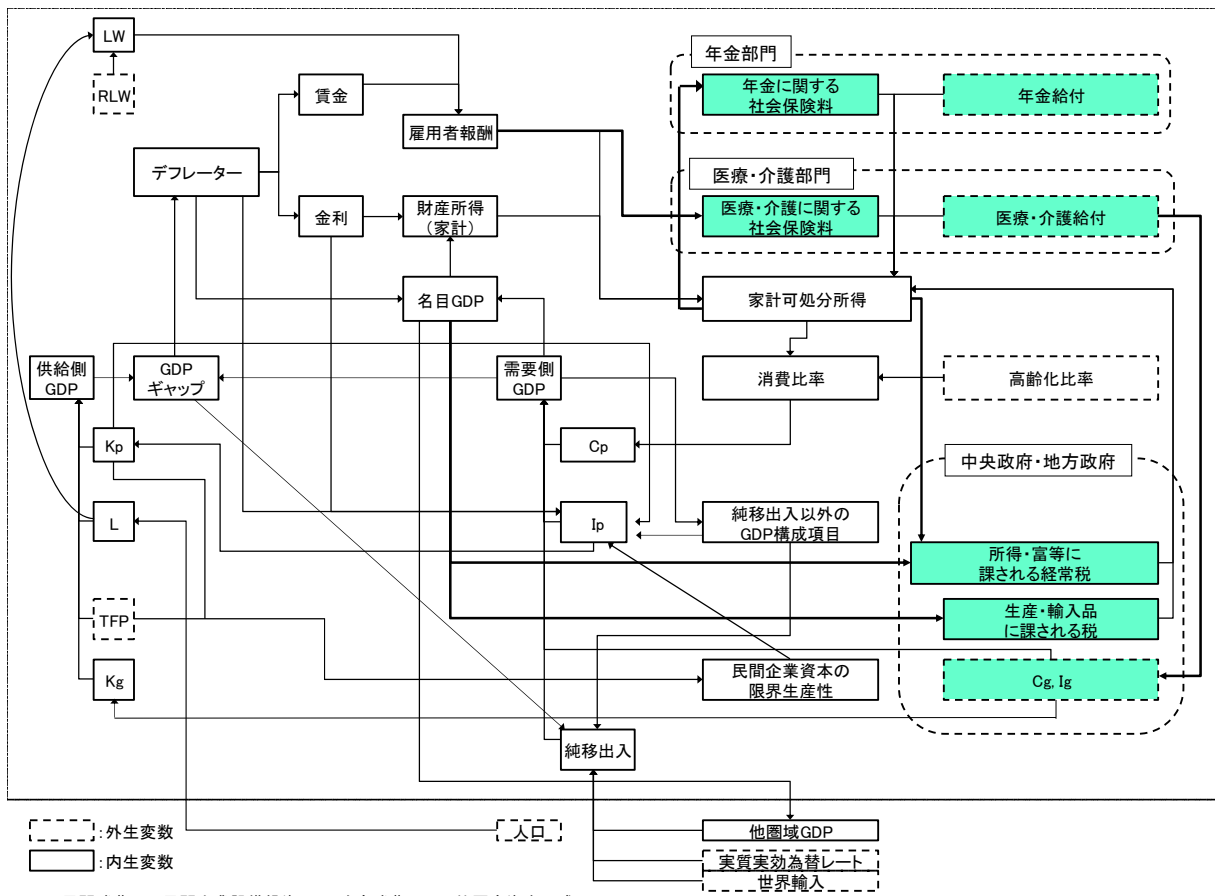 LW
RLW
賃金
雇用者報酬
デフレーター
金利
財産所得
(家計)
名目GDP
年金部門
年金に関する
社会保険料
年金給付
医療・介護部門
医療・介護に関する
社会保険料
医療・介護給付
家計可処分所得
供給側
GDP
GDP
ギャップ
需要側
GDP
消費比率
高齢化比率
Kp
Cp
中央政府・地方政府
L
Ip
純移出入以外の
GDP構成項目
所得・富等に
課される経常税
TFP
生産・輸入品
に課される税
Kg
民間企業資本の
限界生産性
Cg, Ig
純移出入
:外生変数
人口
他圏域GDP
:内生変数
実質実効為替レート
世界輸入